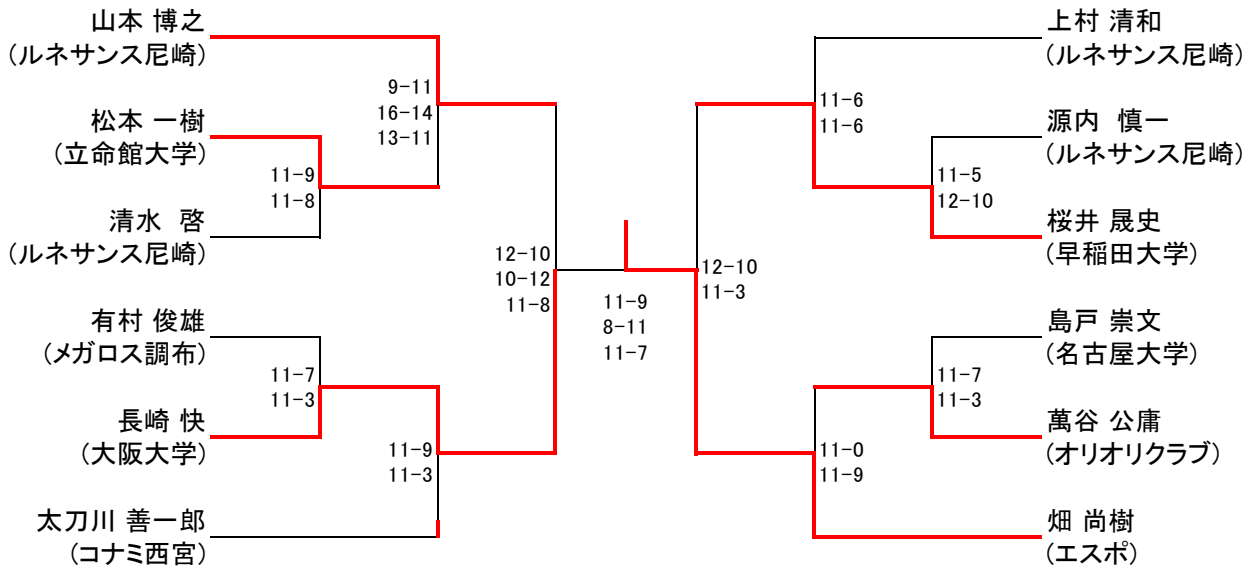 山本 博之
(ルネサンス尼崎)
9-11
16-14
13-11
松本 一樹
(立命館大学)
11-9
11-8
清水 啓
(ルネサンス尼崎)
12-10
10-12
11-8
有村 俊雄
(メガロス調布)
11-7
11-3
長崎 快
(大阪大学)
11-9
11-3
太刀川 善一郎
(コナミ西宮)
11-9
8-11
11-7
上村 清和
(ルネサンス尼崎)
11-6
11-6
源内 慎一
(ルネサンス尼崎)
11-5
12-10
桜井 晟史
(早稲田大学)
12-10
11-3
島戸 崇文
(名古屋大学)
11-7
11-3
萬谷 公庸
(オリオリクラブ)
11-0
11-9
畑 尚樹
(エスポ)